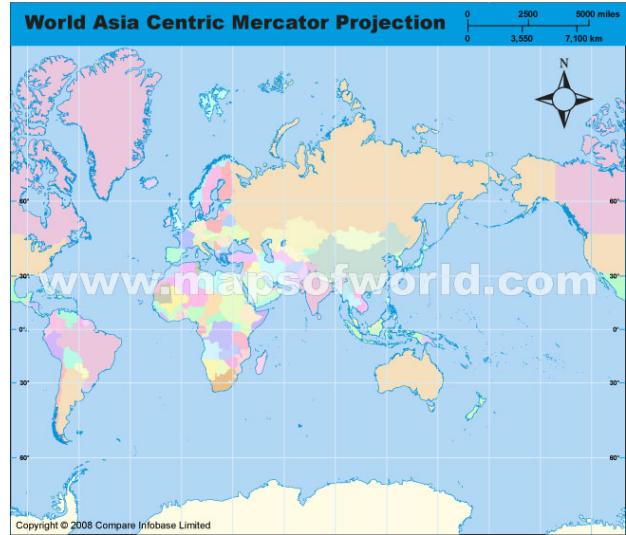 World Asia Centric Mercator Projection
0 2500 5000 miles
0 3,550 7,100 km
N
60° 60°
30° 30°
www.mapsofworld.com
0° 0°
30° 30°
60° 60°
Copyright © 2008 Compare Infobase Limited